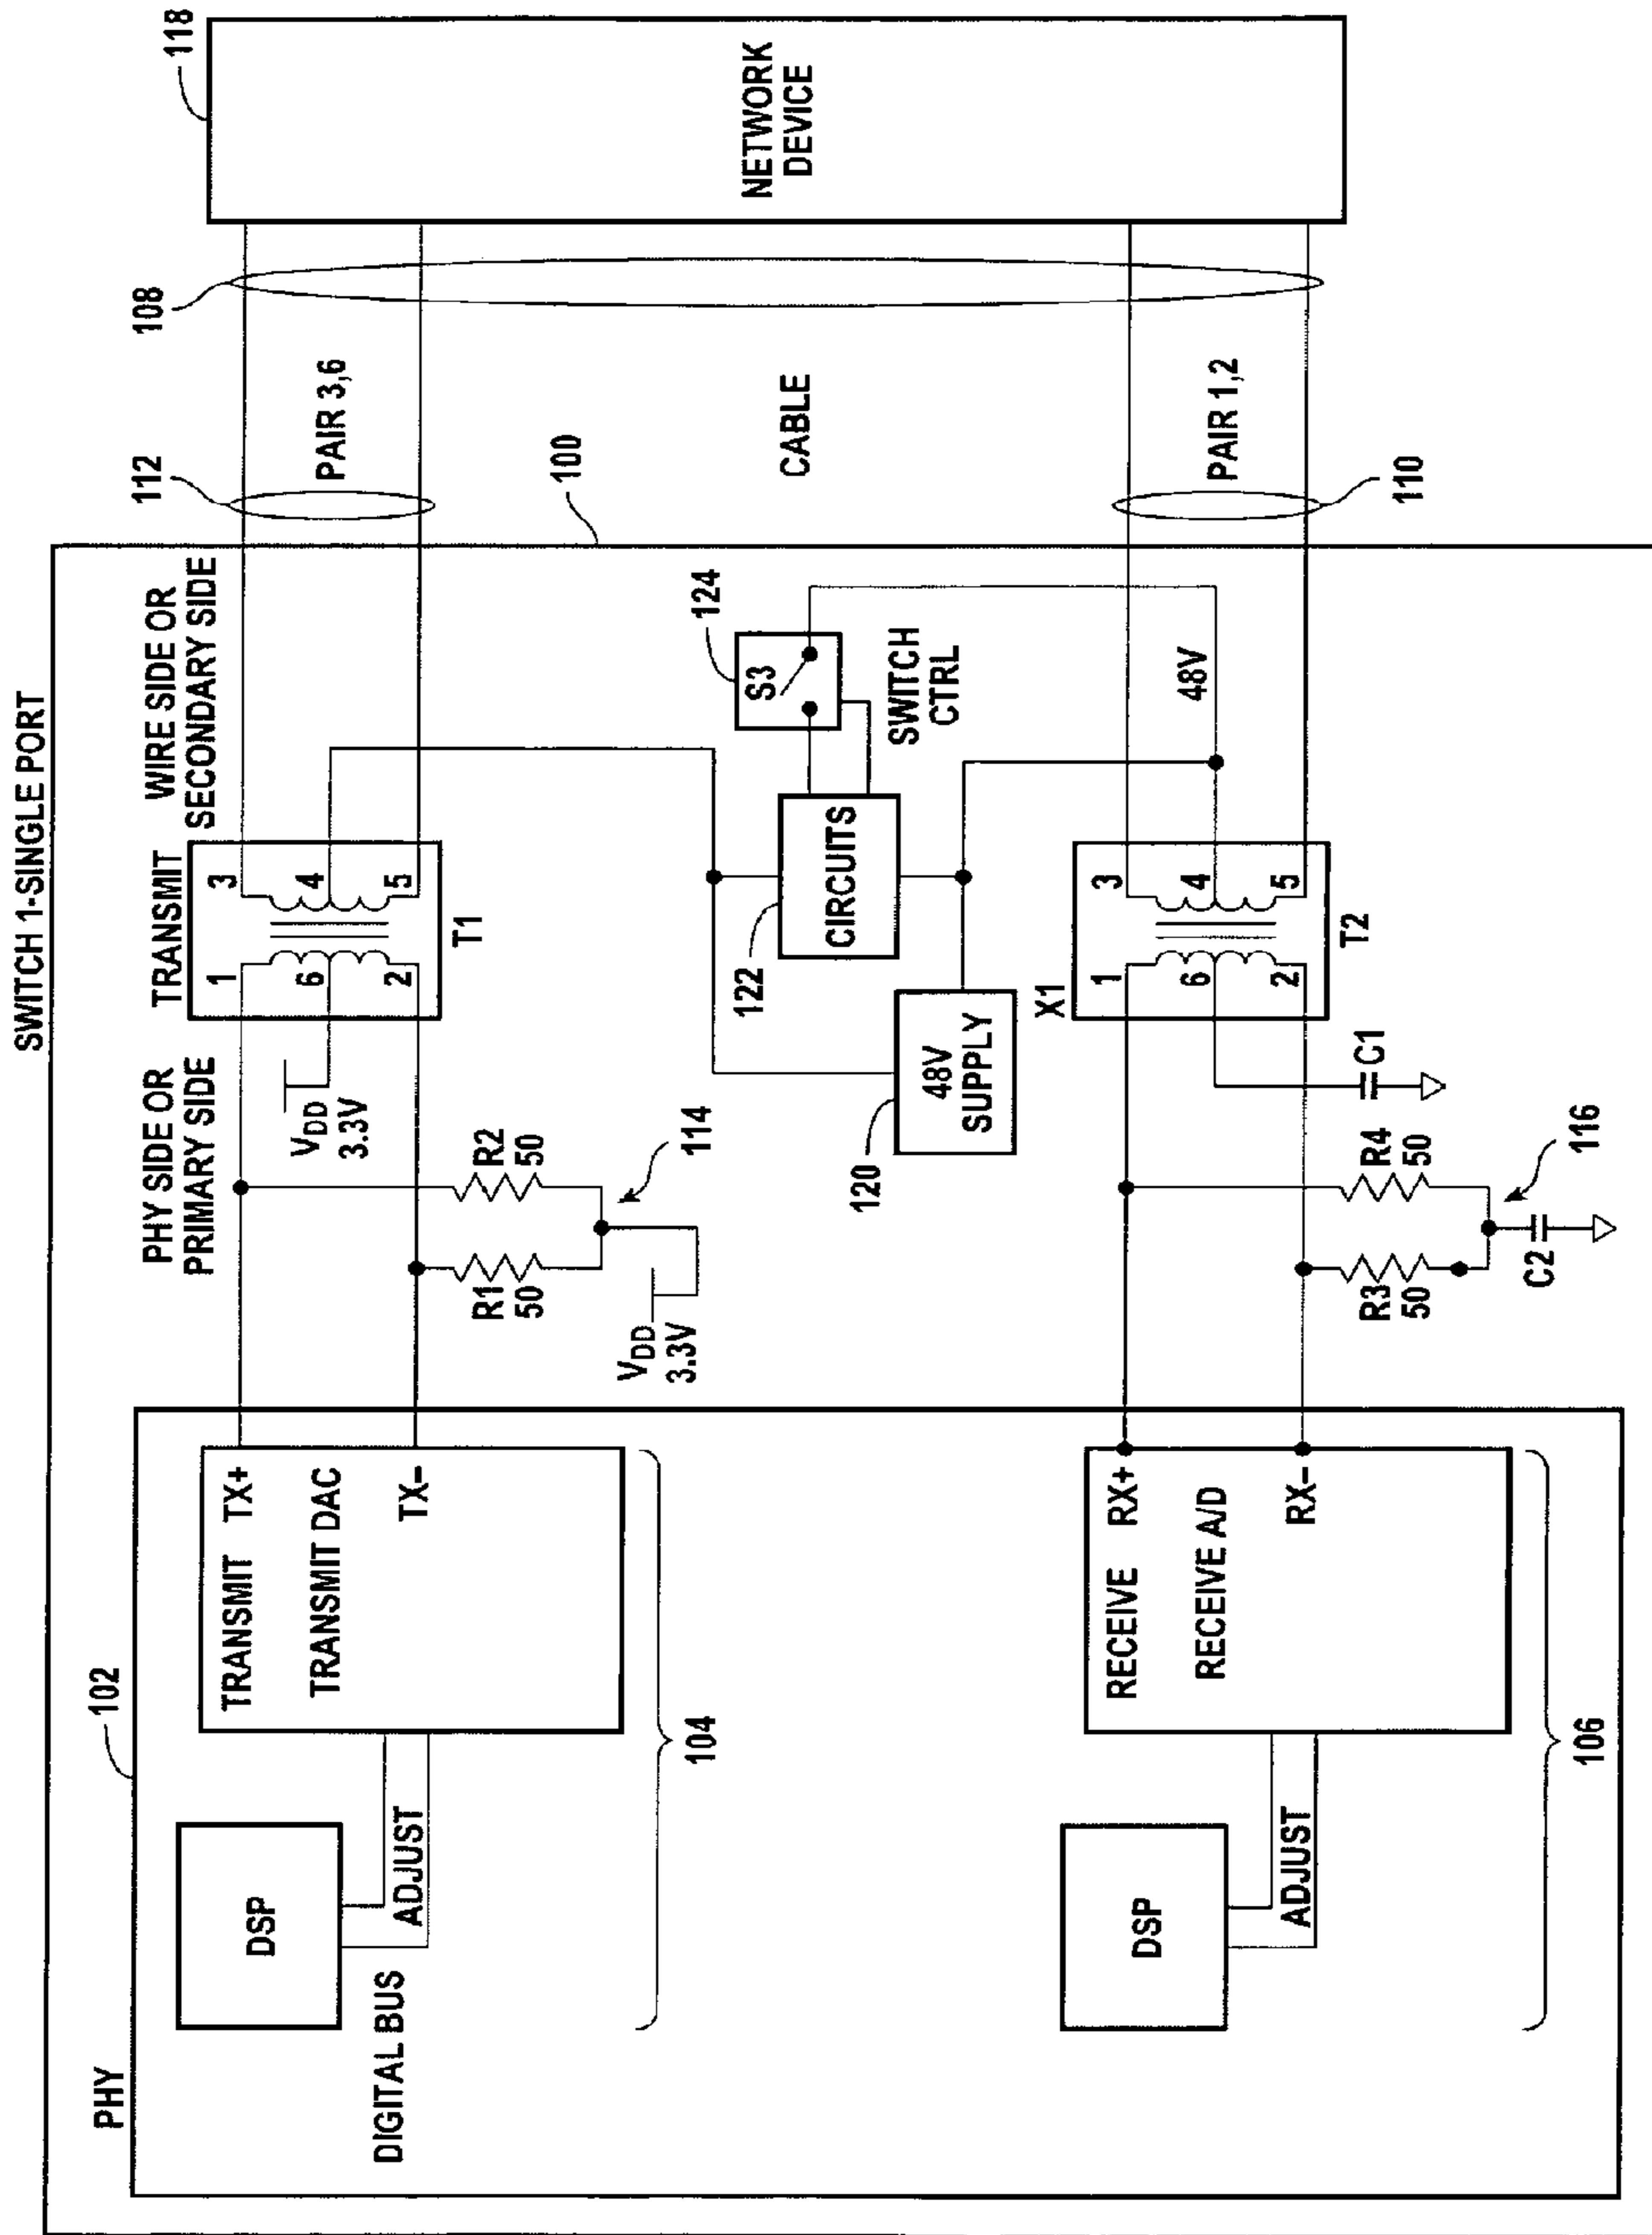 SWITCH 1-SINGLE PORT
PHY
102
DSP
ADJUST
DIGITAL BUS
TRANSMIT TX+
TRANSMIT DAC
TX-
104
DSP
ADJUST
RECEIVE RX+
RECEIVE A/D
RX-
106
PHY SIDE OR
PRIMARY SIDE
VDD
3.3V
R1
50
R2
50
114
VDD
3.3V
TRANSMIT
1
6
2
3
4
5
T1
WIRE SIDE OR
SECONDARY SIDE
120
48V
SUPPLY
122
CIRCUITS
124
S3
SWITCH
CTRL
48V
R3
50
R4
50
116
C2
C1
X1
1
6
2
3
4
5
T2
100
112
PAIR 3,6
CABLE
PAIR 1,2
110
108
118
NETWORK
DEVICE